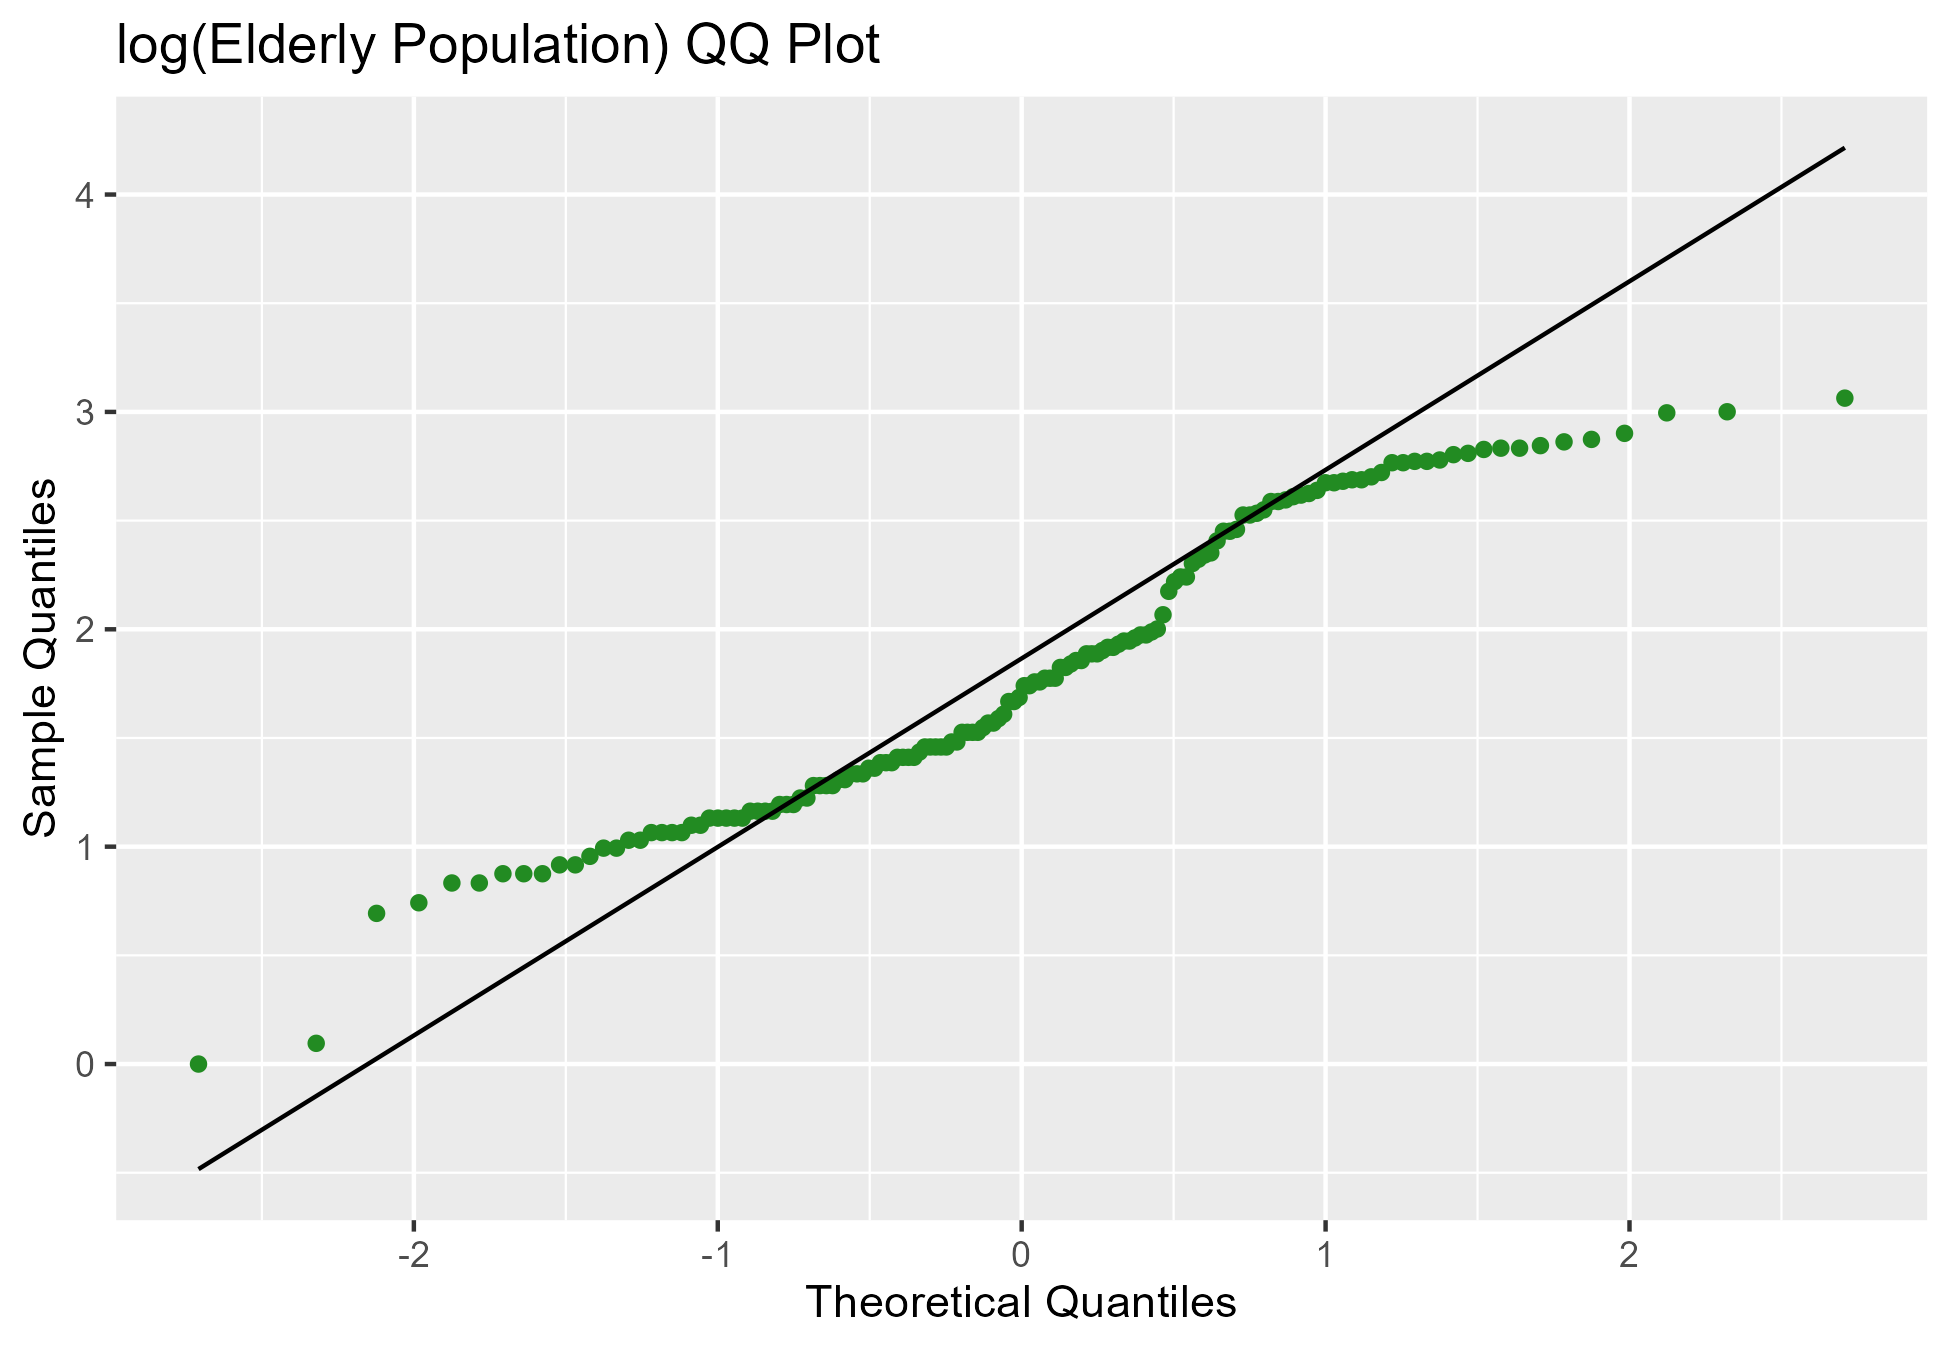 log(Elderly Population) QQ Plot
Sample Quantiles
4
3
2
1
0
-2 -1 0 1 2
Theoretical Quantiles